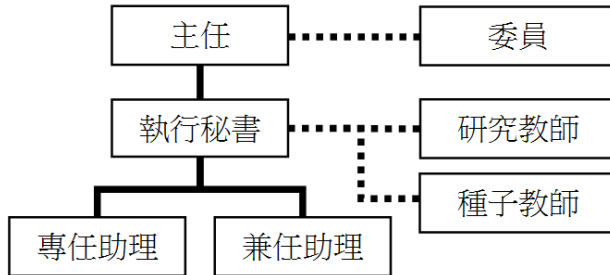 主任
委員
執行秘書
研究教師
種子教師
專任助理
兼任助理